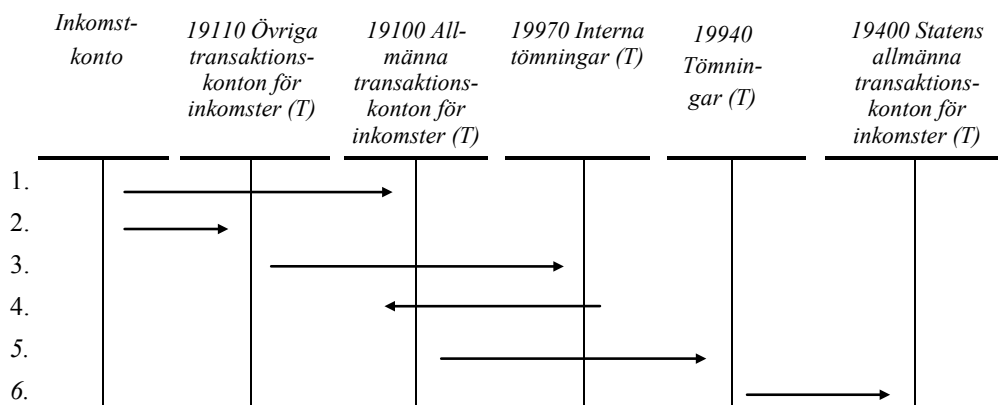 Inkomst-
konto
19110 Övriga
transaktions-
konton för
inkomster (T)
19100 All-
männa
transaktions-
konton för
inkomster (T)
19970 Interna
tömningar (T)
19940
Tömnin-
gar (T)
19400 Statens
allmänna
transaktions-
konton för
inkomster (T)
1.
2.
3.
4.
5.
6.